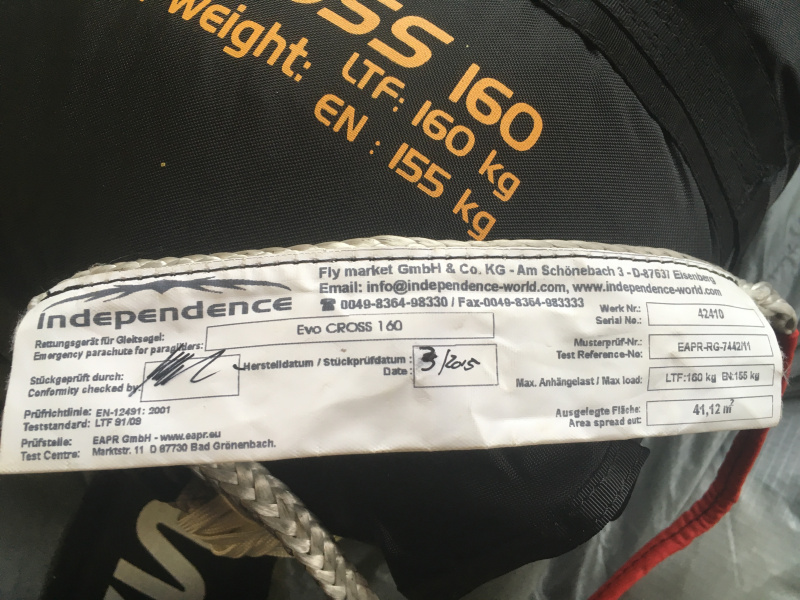 OSS 160
weight:
LTF: 160 kg
EN : 155 kg
Independence
Fly market GmbH & Co. KG - Am Schönebach 3 - D-87637 Eisenberg
Email: info@independence-world.com, www.independence-world.com
☎ 0049-8364-98330 / Fax-0049-8364-983333
Rettungsgerät für Gleitsegel:
Emergency parachute for paragliders:
Evo CROSS 160
Werk Nr.:
Serial No.:
42410
Stückgeprüft durch:
Conformity checked by:
Herstelldatum / Stückprüfdatum :
Date :
3/2015
Musterprüf-Nr.:
Test Reference-No:
EAPR-RG-7442/11
Max. Anhängelast / Max load:
LTF:160 kg EN:155 kg
Prüfrichtlinie: EN-12491: 2001
Teststandard: LTF 91/09
Ausgelegte Fläche:
Area spread out:
41,12 m²
Prüfstelle: EAPR GmbH - www.eapr.eu
Test Centre: Marktstr. 11 D 87730 Bad Grönenbach.